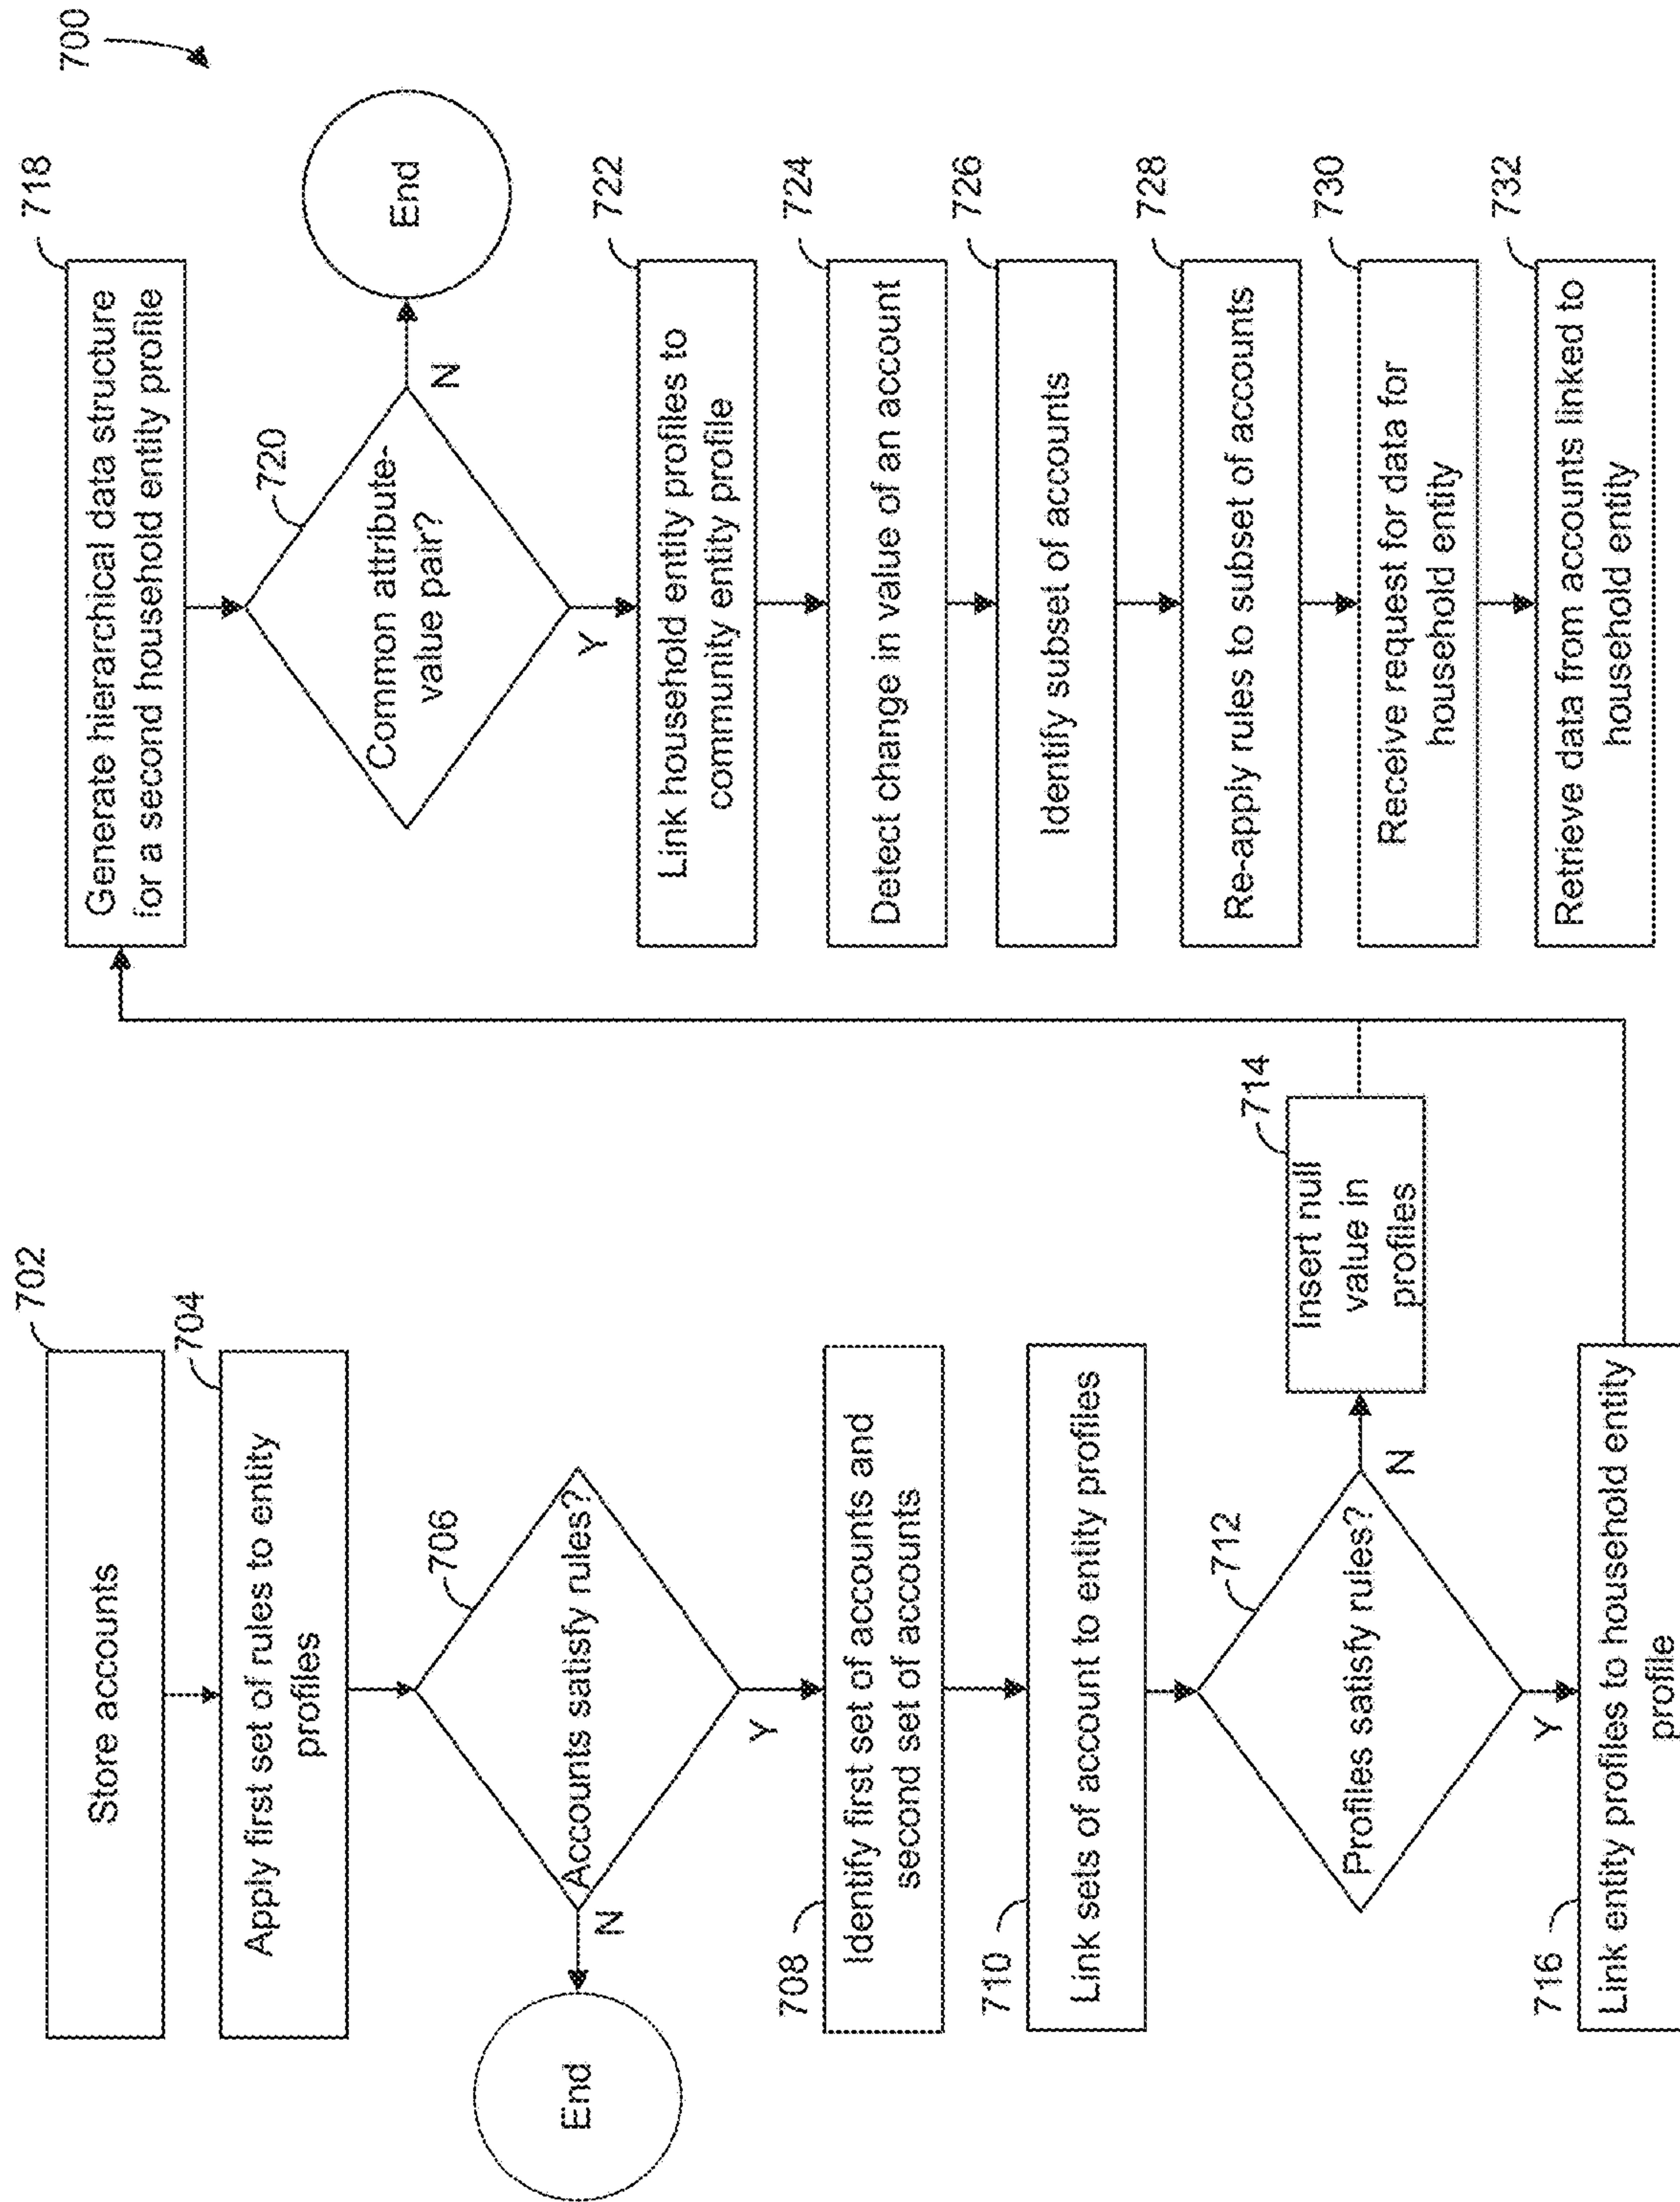 700
702
Store accounts
704
Apply first set of rules to entity
profiles
706
Accounts satisfy rules?
N
End
Y
708
Identify first set of accounts and
second set of accounts
710
Link sets of account to entity profiles
712
Profiles satisfy rules?
N
714
Insert null
value in
profiles
Y
716
Link entity profiles to household entity
profile
718
Generate hierarchical data structure
for a second household entity profile
720
Common attribute-
value pair?
N
End
Y
722
Link household entity profiles to
community entity profile
724
Detect change in value of an account
726
Identify subset of accounts
728
Re-apply rules to subset of accounts
730
Receive request for data for
household entity
732
Retrieve data from accounts linked to
household entity